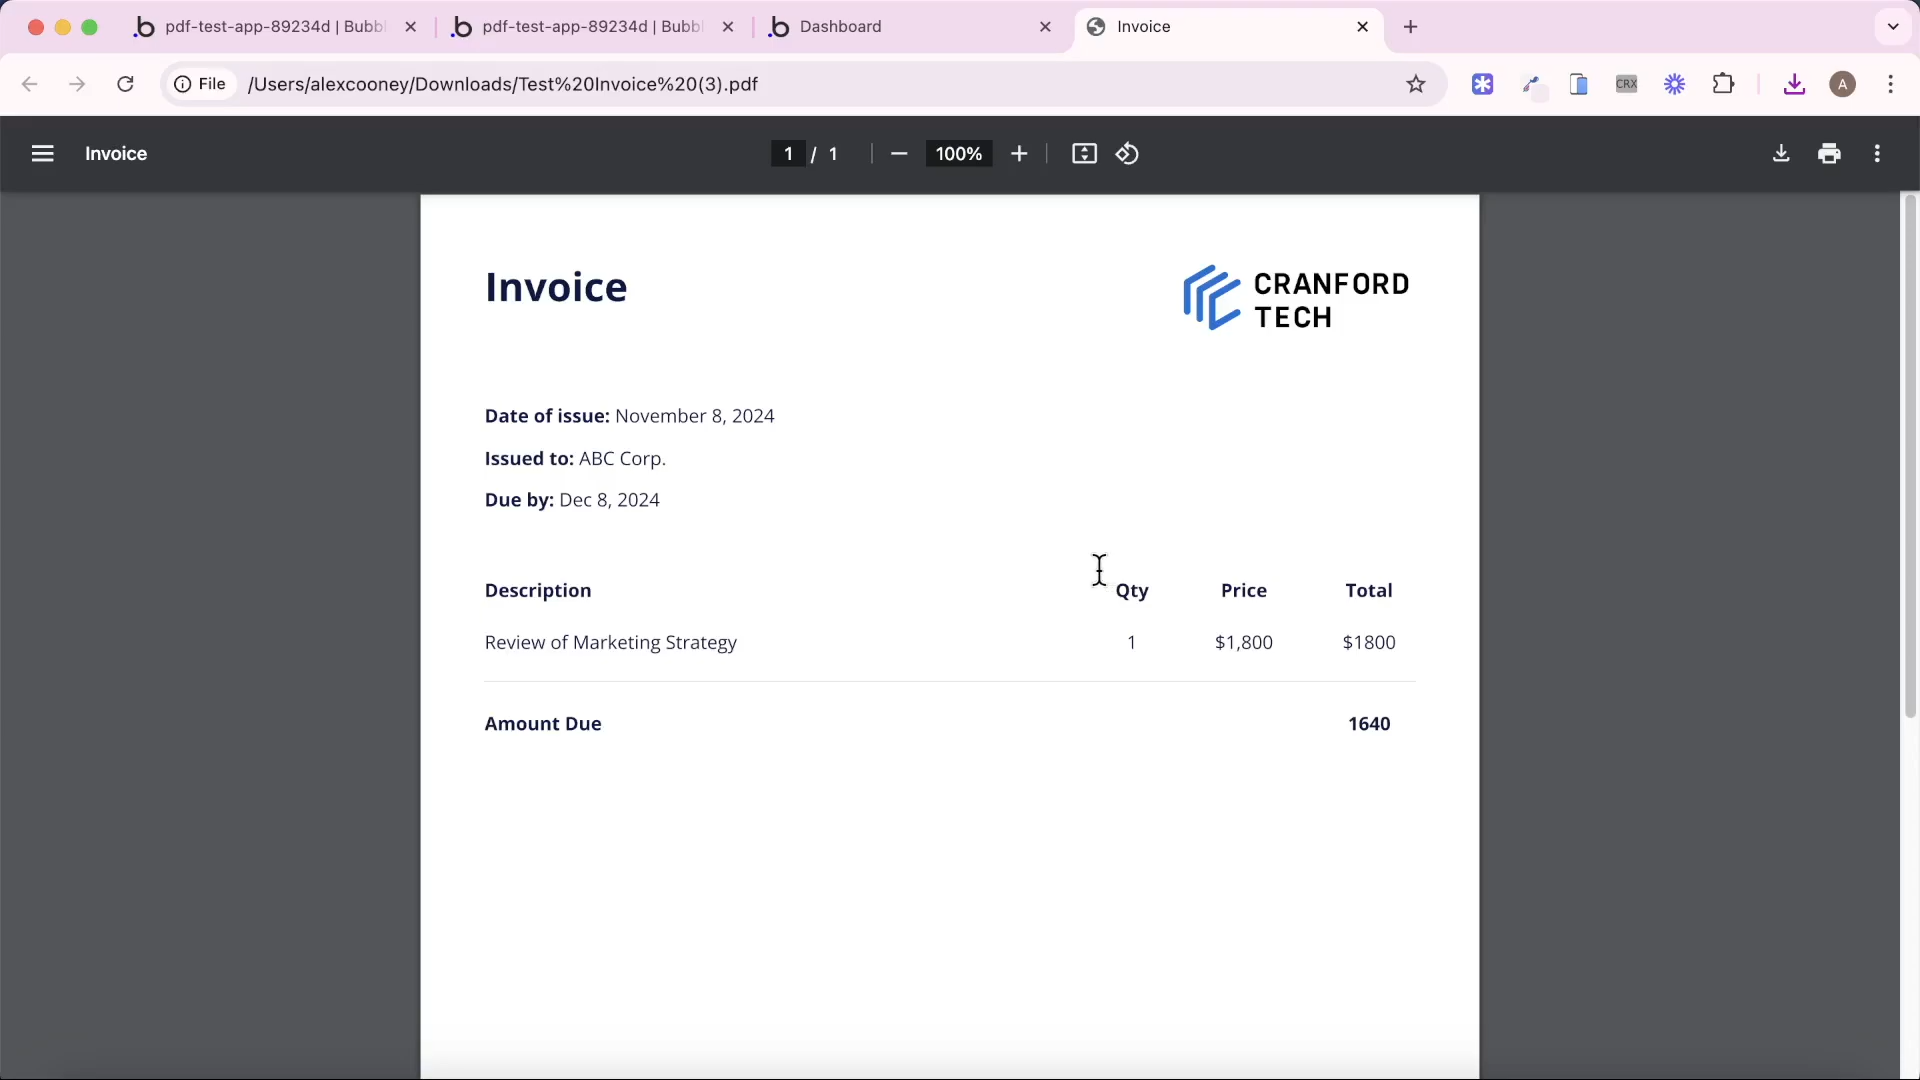 pdf-test-app-89234d | Bubbl
pdf-test-app-89234d | Bubbl
Dashboard
Invoice
File
/Users/alexcooney/Downloads/Test%20Invoice%20(3).pdf
CRX
A
Invoice
1 / 1
100%
Invoice
CRANFORD
TECH
Date of issue: November 8, 2024
Issued to: ABC Corp.
Due by: Dec 8, 2024
Description Qty Price Total
Review of Marketing Strategy 1 $1,800 $1800
Amount Due 1640